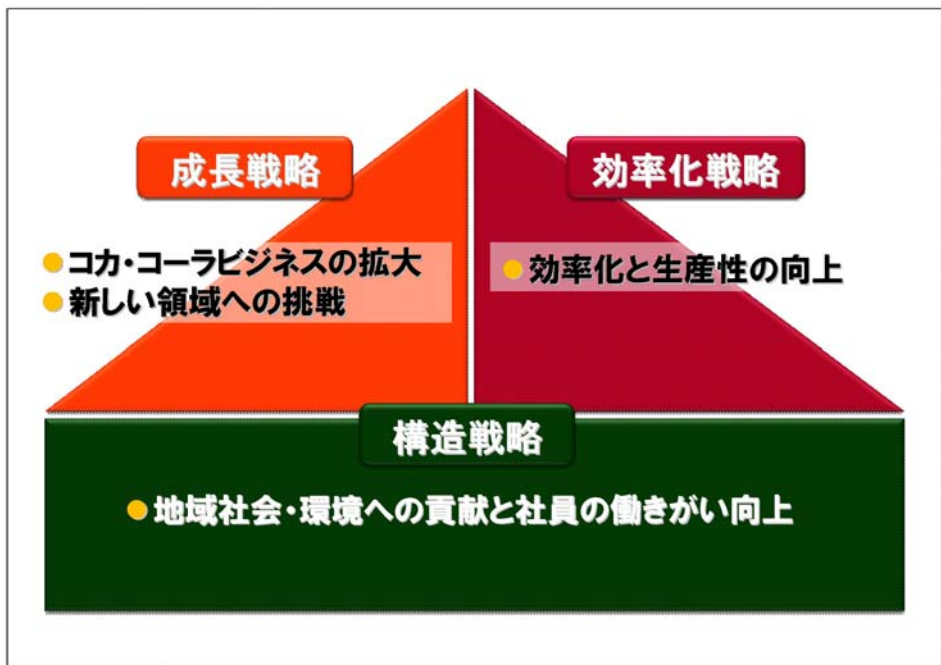 成長戦略
●コカ・コーラビジネスの拡大
●新しい領域への挑戦
効率化戦略
●効率化と生産性の向上
構造戦略
●地域社会・環境への貢献と社員の働きがい向上